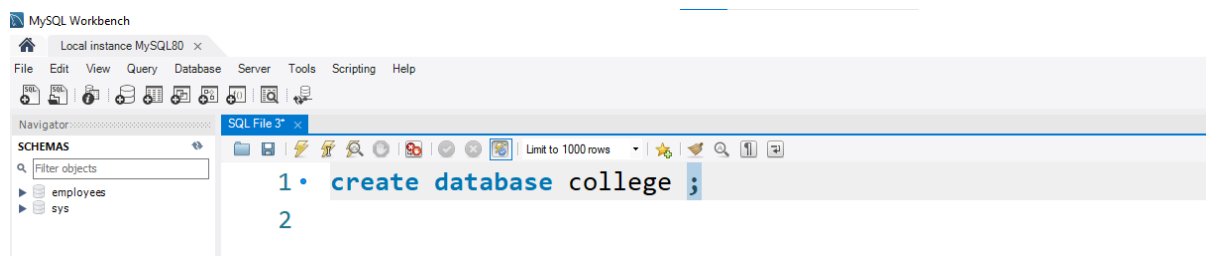 MySQL Workbench
Local instance MySQL80 ×
File Edit View Query Database Server Tools Scripting Help
Navigator
SQL File 3* ×
SCHEMAS
Limit to 1000 rows
Filter objects
1 create database college ;
employees
sys
2